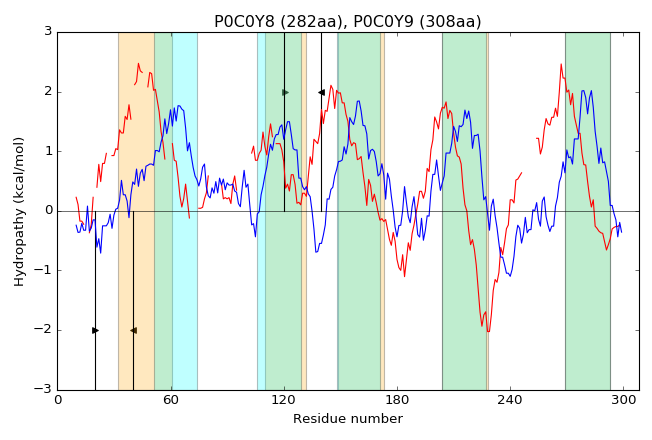 P0C0Y8 (282aa), P0C0Y9 (308aa)
Hydropathy (kcal/mol)
3
2
1
0
−1
−2
−3
0 60 120 180 240 300
Residue number